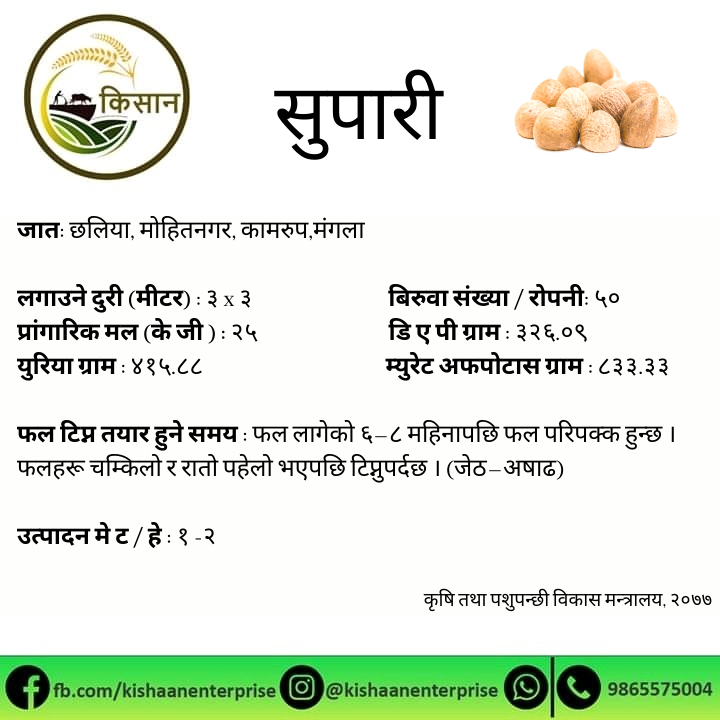 किसान
सुपारी
जातः छलिया, मोहितनगर, कामरुप,मंगला
लगाउने दुरी (मीटर) : ३ x ३ बिरुवा संख्या / रोपनी: ५०
प्रांगारिक मल (के जी ) : २५ डि ए पी ग्राम : ३२६.०९
युरिया ग्राम : ४१५.८८ म्युरेट अफपोटास ग्राम : ८३३.३३
फल टिप्न तयार हुने समय : फल लागेको ६–८ महिनापछि फल परिपक्क हुन्छ ।
फलहरू चम्किलो र रातो पहेलो भएपछि टिप्नुपर्दछ । (जेठ–अषाढ)
उत्पादन मे ट / हे : १ -२
कृषि तथा पशुपन्छी विकास मन्त्रालय, २०७७
fb.com/kishaanenterprise @kishaanenterprise 9865575004